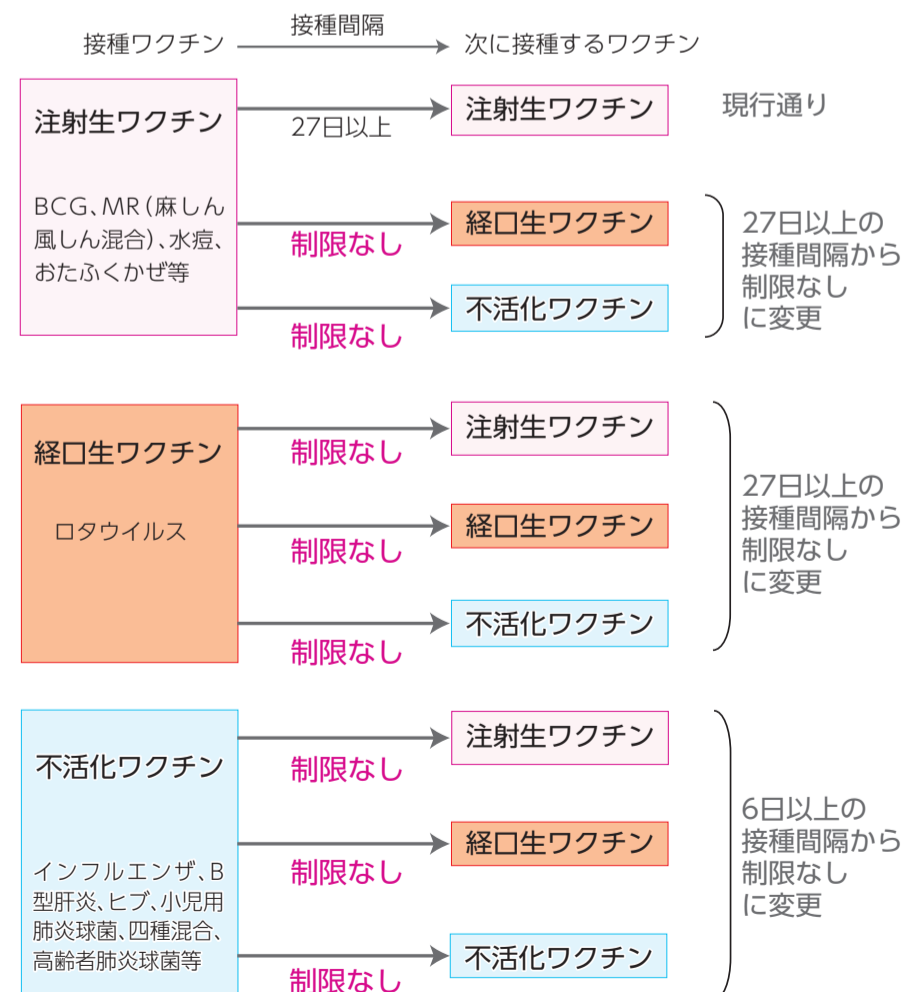 接種ワクチン
接種間隔
次に接種するワクチン
注射生ワクチン
BCG、MR(麻しん
風しん混合)、水痘、
おたふくかぜ等
27日以上
注射生ワクチン
現行通り
制限なし
経口生ワクチン
制限なし
不活化ワクチン
27日以上の
接種間隔から
制限なし
に変更
経口生ワクチン
ロタウイルス
制限なし
注射生ワクチン
制限なし
経口生ワクチン
制限なし
不活化ワクチン
27日以上の
接種間隔から
制限なし
に変更
不活化ワクチン
インフルエンザ、B
型肝炎、ヒブ、小児用
肺炎球菌、四種混合、
高齢者肺炎球菌等
制限なし
注射生ワクチン
制限なし
経口生ワクチン
制限なし
不活化ワクチン
6日以上の
接種間隔から
制限なし
に変更